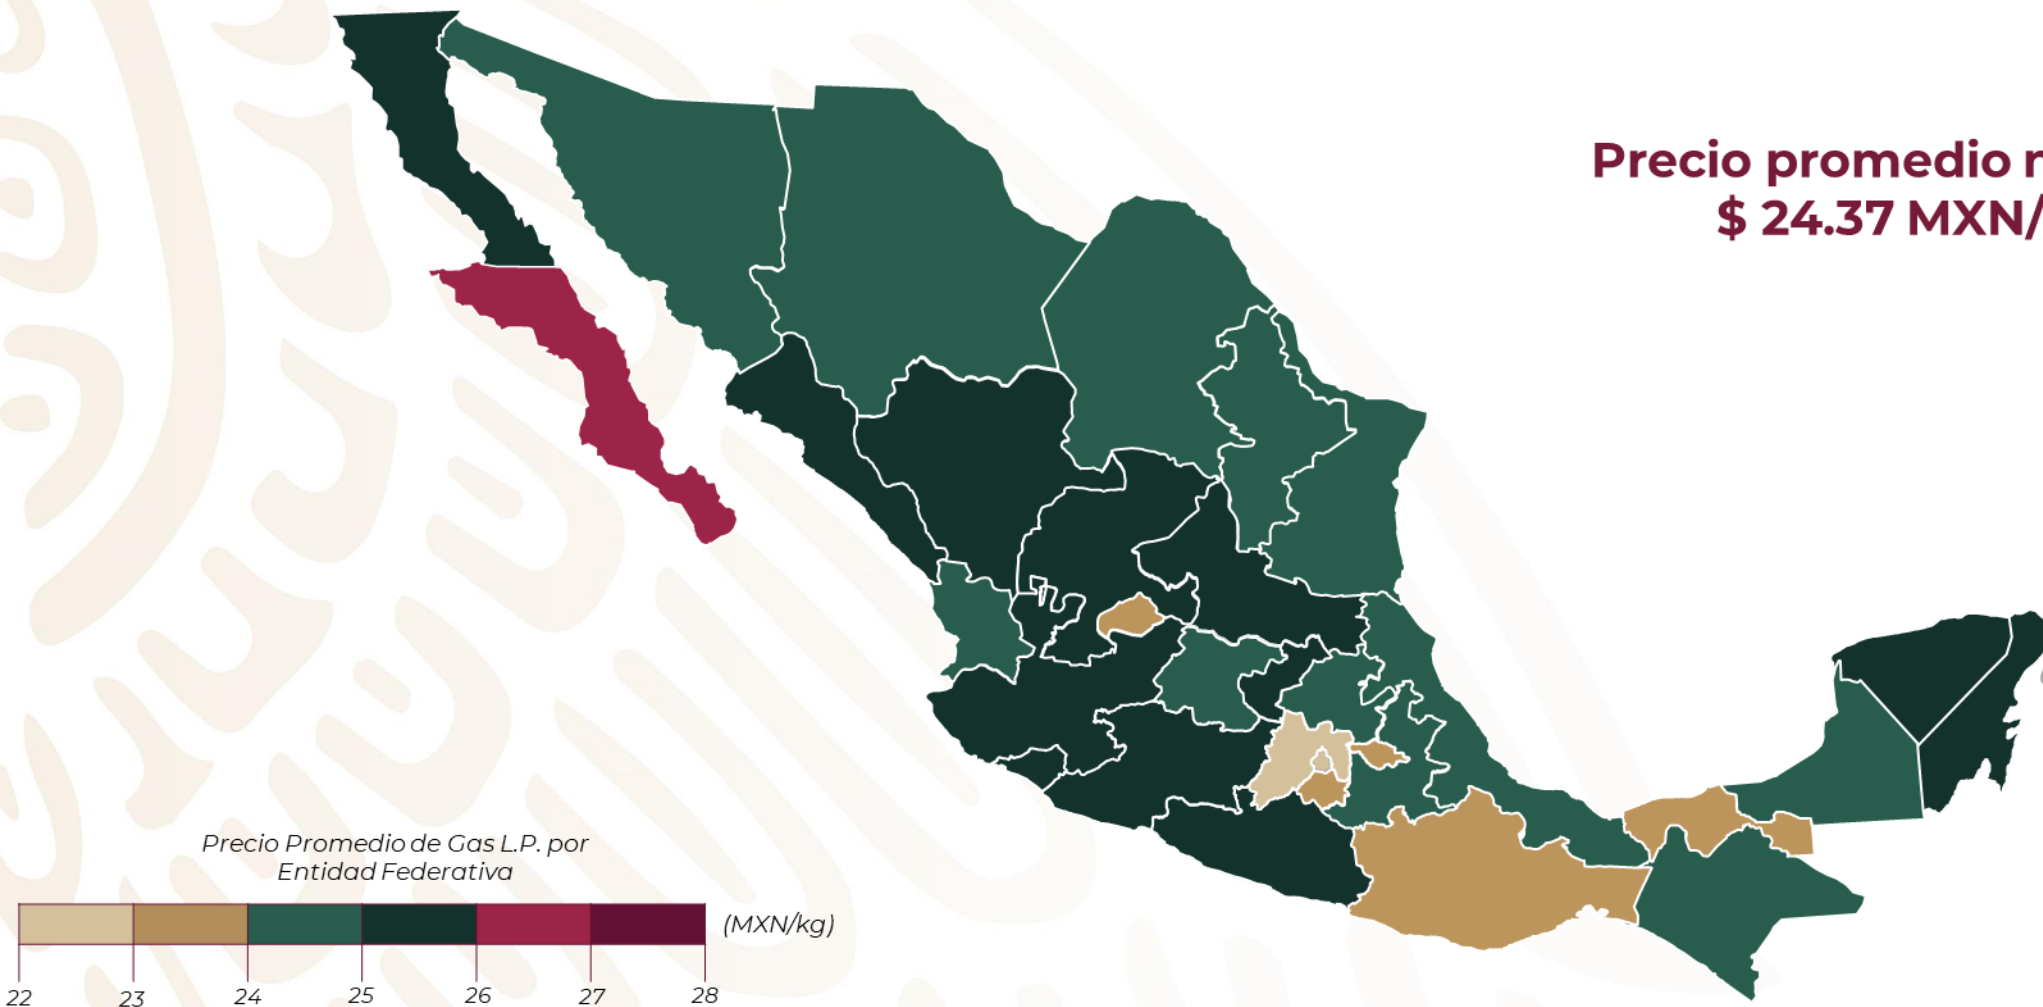 Precio promedio
$ 24.37 MXN/
Precio Promedio de Gas L.P. por
Entidad Federativa
(MXN/kg)
22 23 24 25 26 27 28